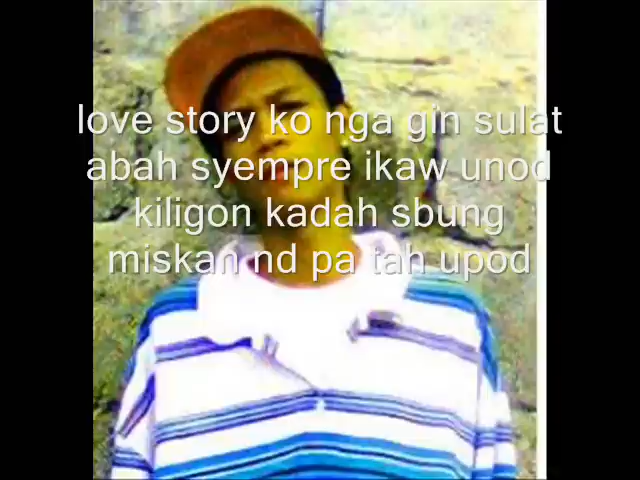 love story ko nga gin sulat
abah syempre ikaw unod
kiligon kadah sbung
miskan nd pa tah upod